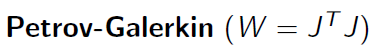 Petrov-Galerkin (W = J^T J)